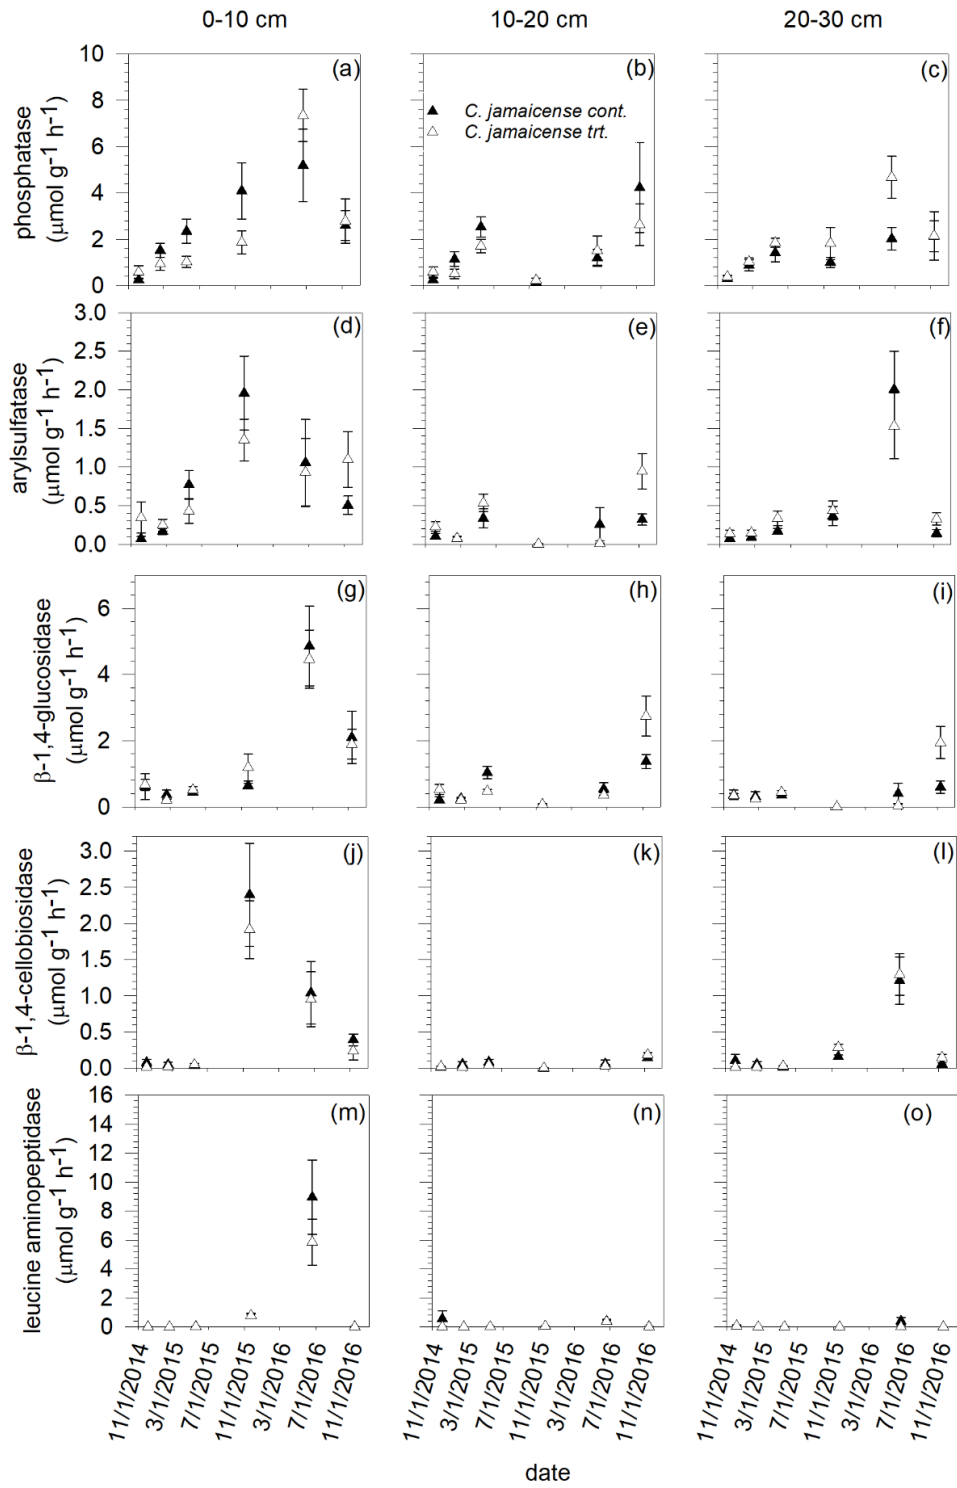 0-10 cm 10-20 cm 20-30 cm
phosphatase
(μmol g⁻¹ h⁻¹)
10
8
6
4
2
0
(a)
(b)
▲ C. jamaicense cont.
△ C. jamaicense trt.
(c)
arylsulfatase
(μmol g⁻¹ h⁻¹)
3.0
2.5
2.0
1.5
1.0
0.5
0.0
(d)
(e)
(f)
β-1,4-glucosidase
(μmol g⁻¹ h⁻¹)
6
4
2
0
(g)
(h)
(i)
β-1,4-cellobiosidase
(μmol g⁻¹ h⁻¹)
3.0
2.5
2.0
1.5
1.0
0.5
0.0
(j)
(k)
(l)
leucine aminopeptidase
(μmol g⁻¹ h⁻¹)
16
14
12
10
8
6
4
2
0
(m)
(n)
(o)
11/1/2014 3/1/2015 7/1/2015 11/1/2015 3/1/2016 7/1/2016 11/1/2016
11/1/2014 3/1/2015 7/1/2015 11/1/2015 3/1/2016 7/1/2016 11/1/2016
11/1/2014 3/1/2015 7/1/2015 11/1/2015 3/1/2016 7/1/2016 11/1/2016
date